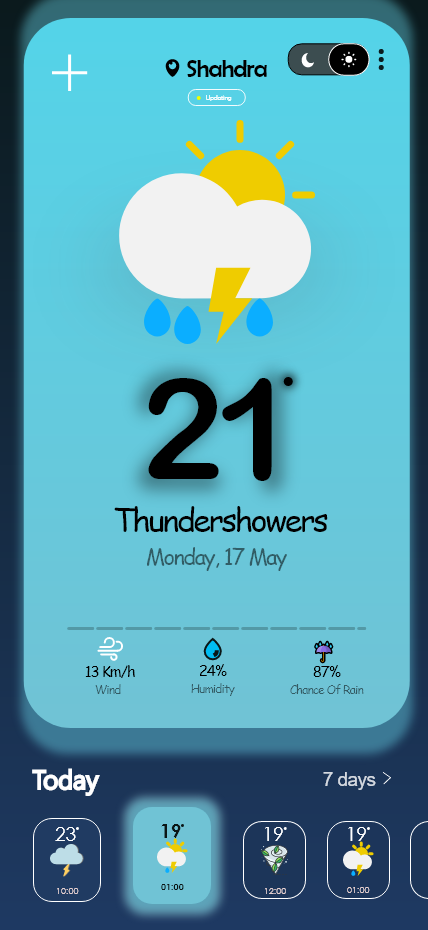 Shahdra
Updating
21°
Thundershowers
Monday, 17 May
13 Km/h
24%
87%
Wind
Humidity
Chance Of Rain
Today
7 days
23°
19°
19°
19°
10:00
01:00
12:00
01:00